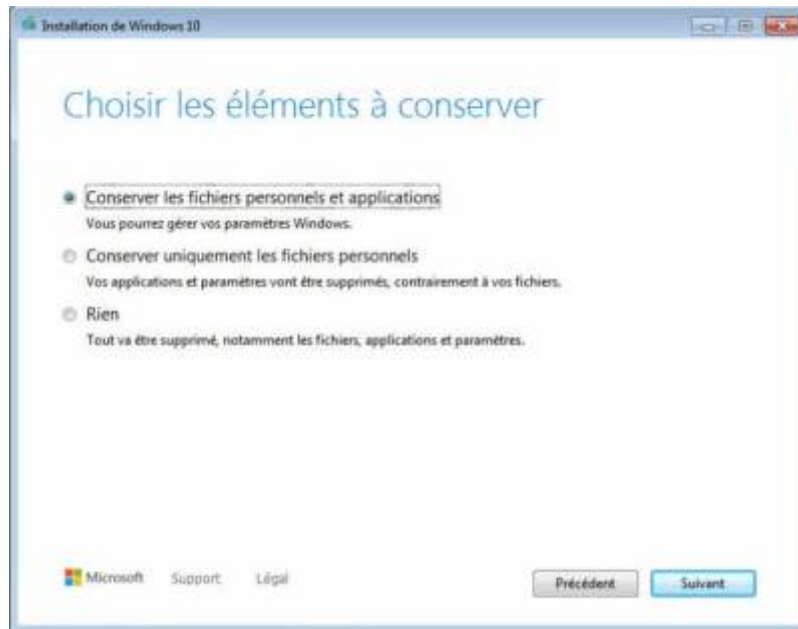 Installation de Windows 10
Choisir les éléments à conserver
Conserver les fichiers personnels et applications
Vous pourrez gérer vos paramètres Windows.
Conserver uniquement les fichiers personnels
Vos applications et paramètres vont être supprimés, contrairement à vos fichiers.
Rien
Tout va être supprimé, notamment les fichiers, applications et paramètres.
Microsoft Support Légal Précédent Suivant